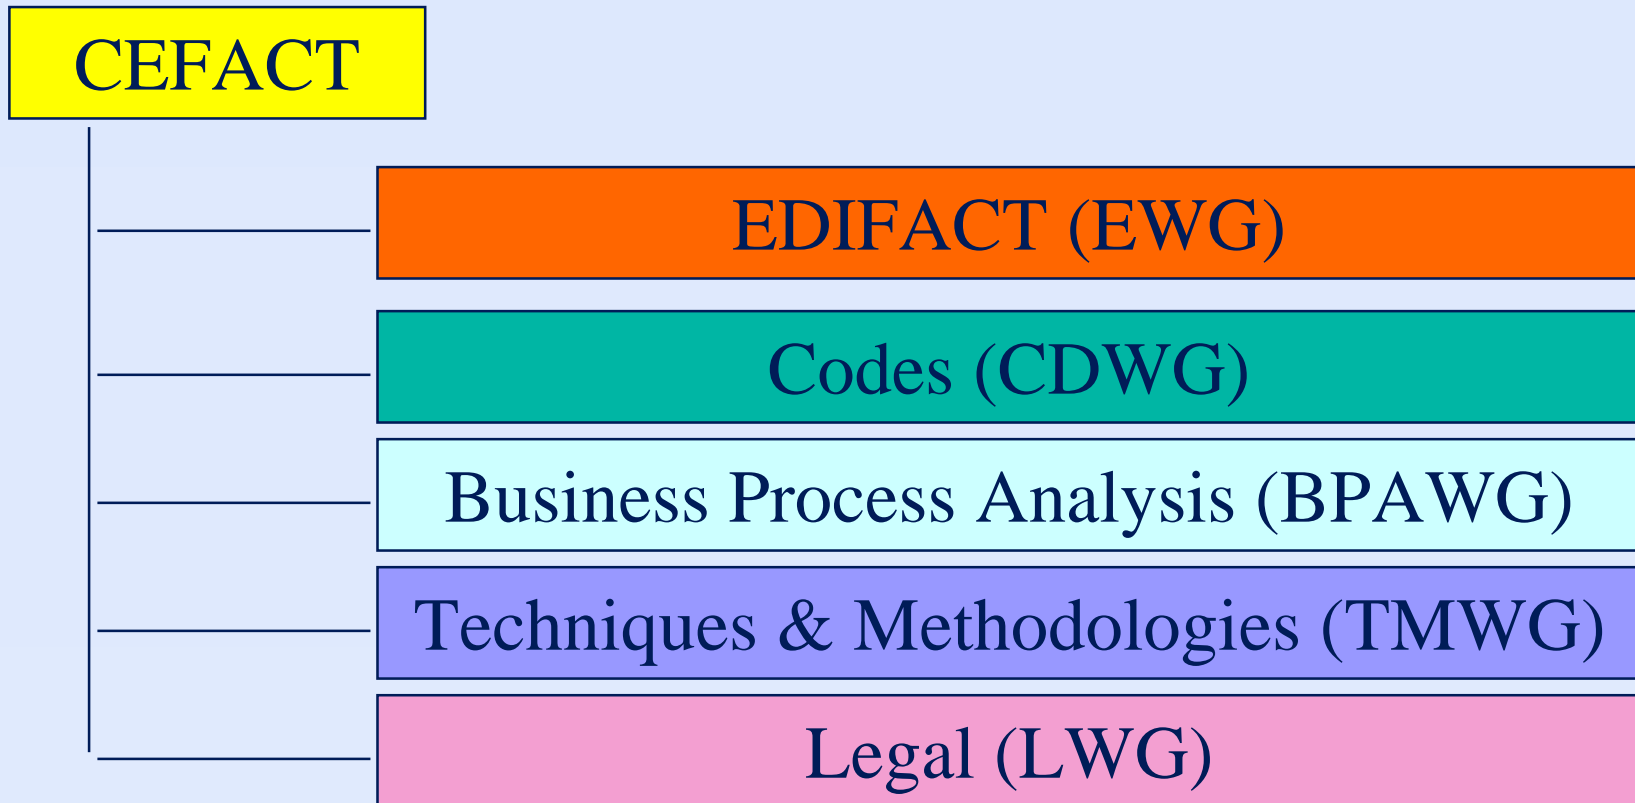 CEFACT
EDIFACT (EWG)
Codes (CDWG)
Business Process Analysis (BPAWG)
Techniques & Methodologies (TMWG)
Legal (LWG)